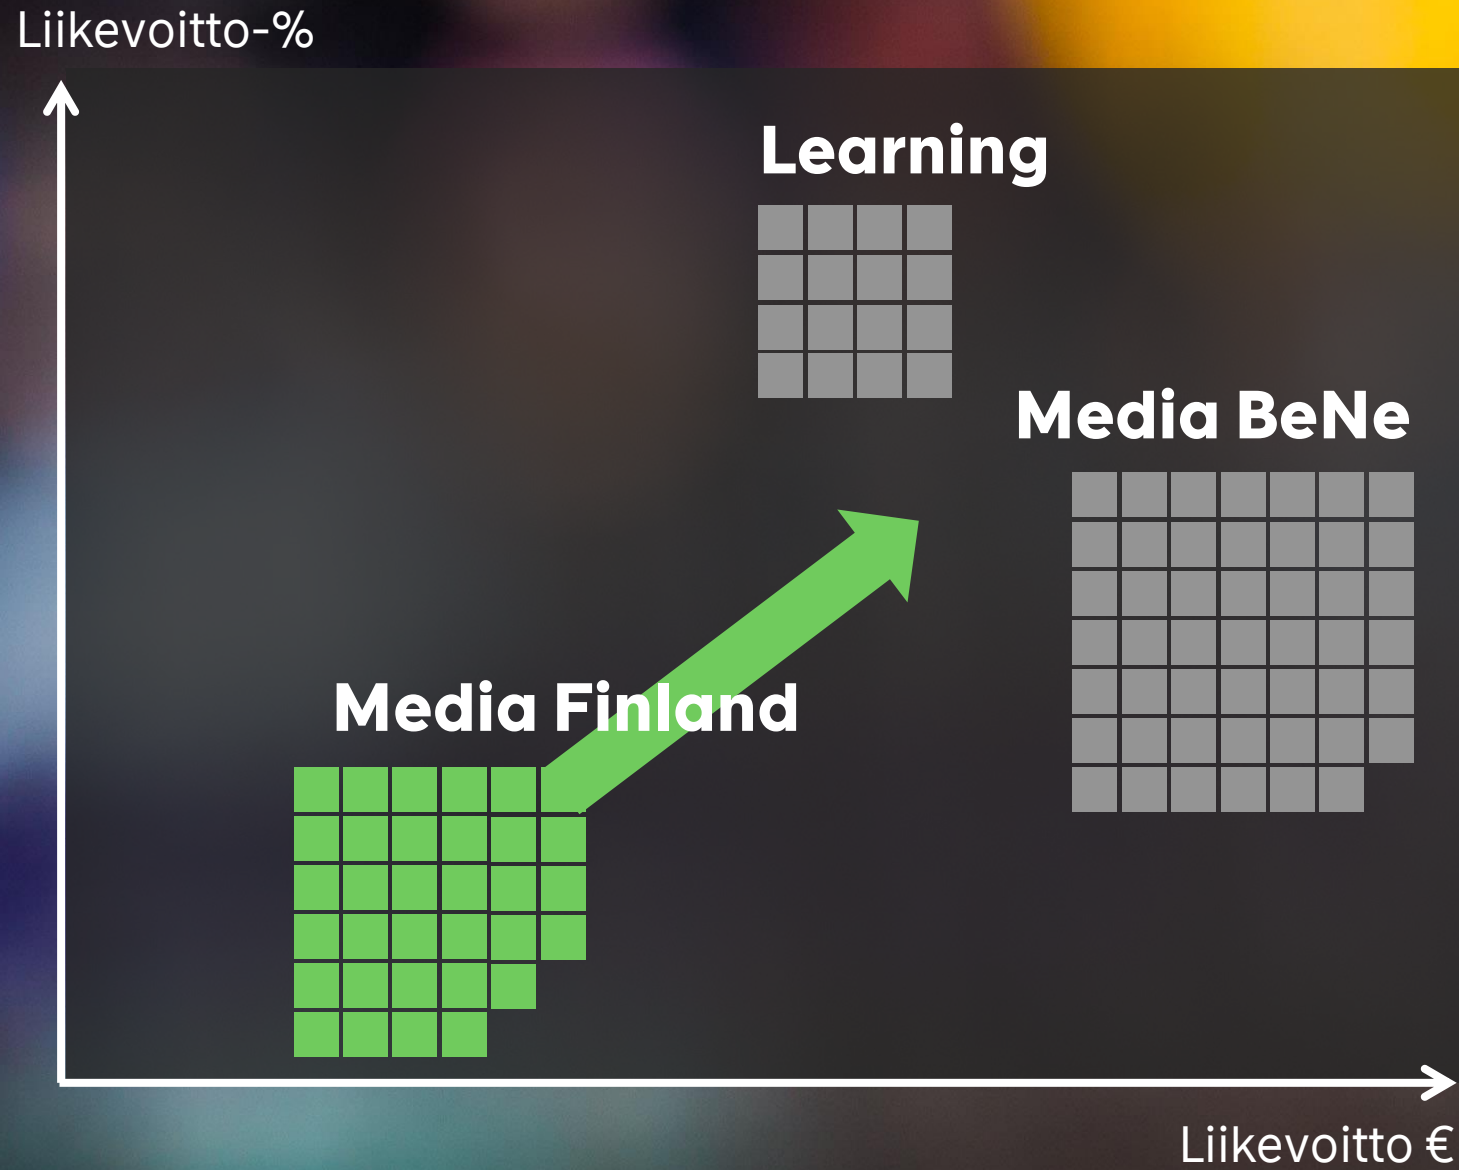 Liikevoitto-%
Learning
Media BeNe
Media Finland
Liikevoitto €